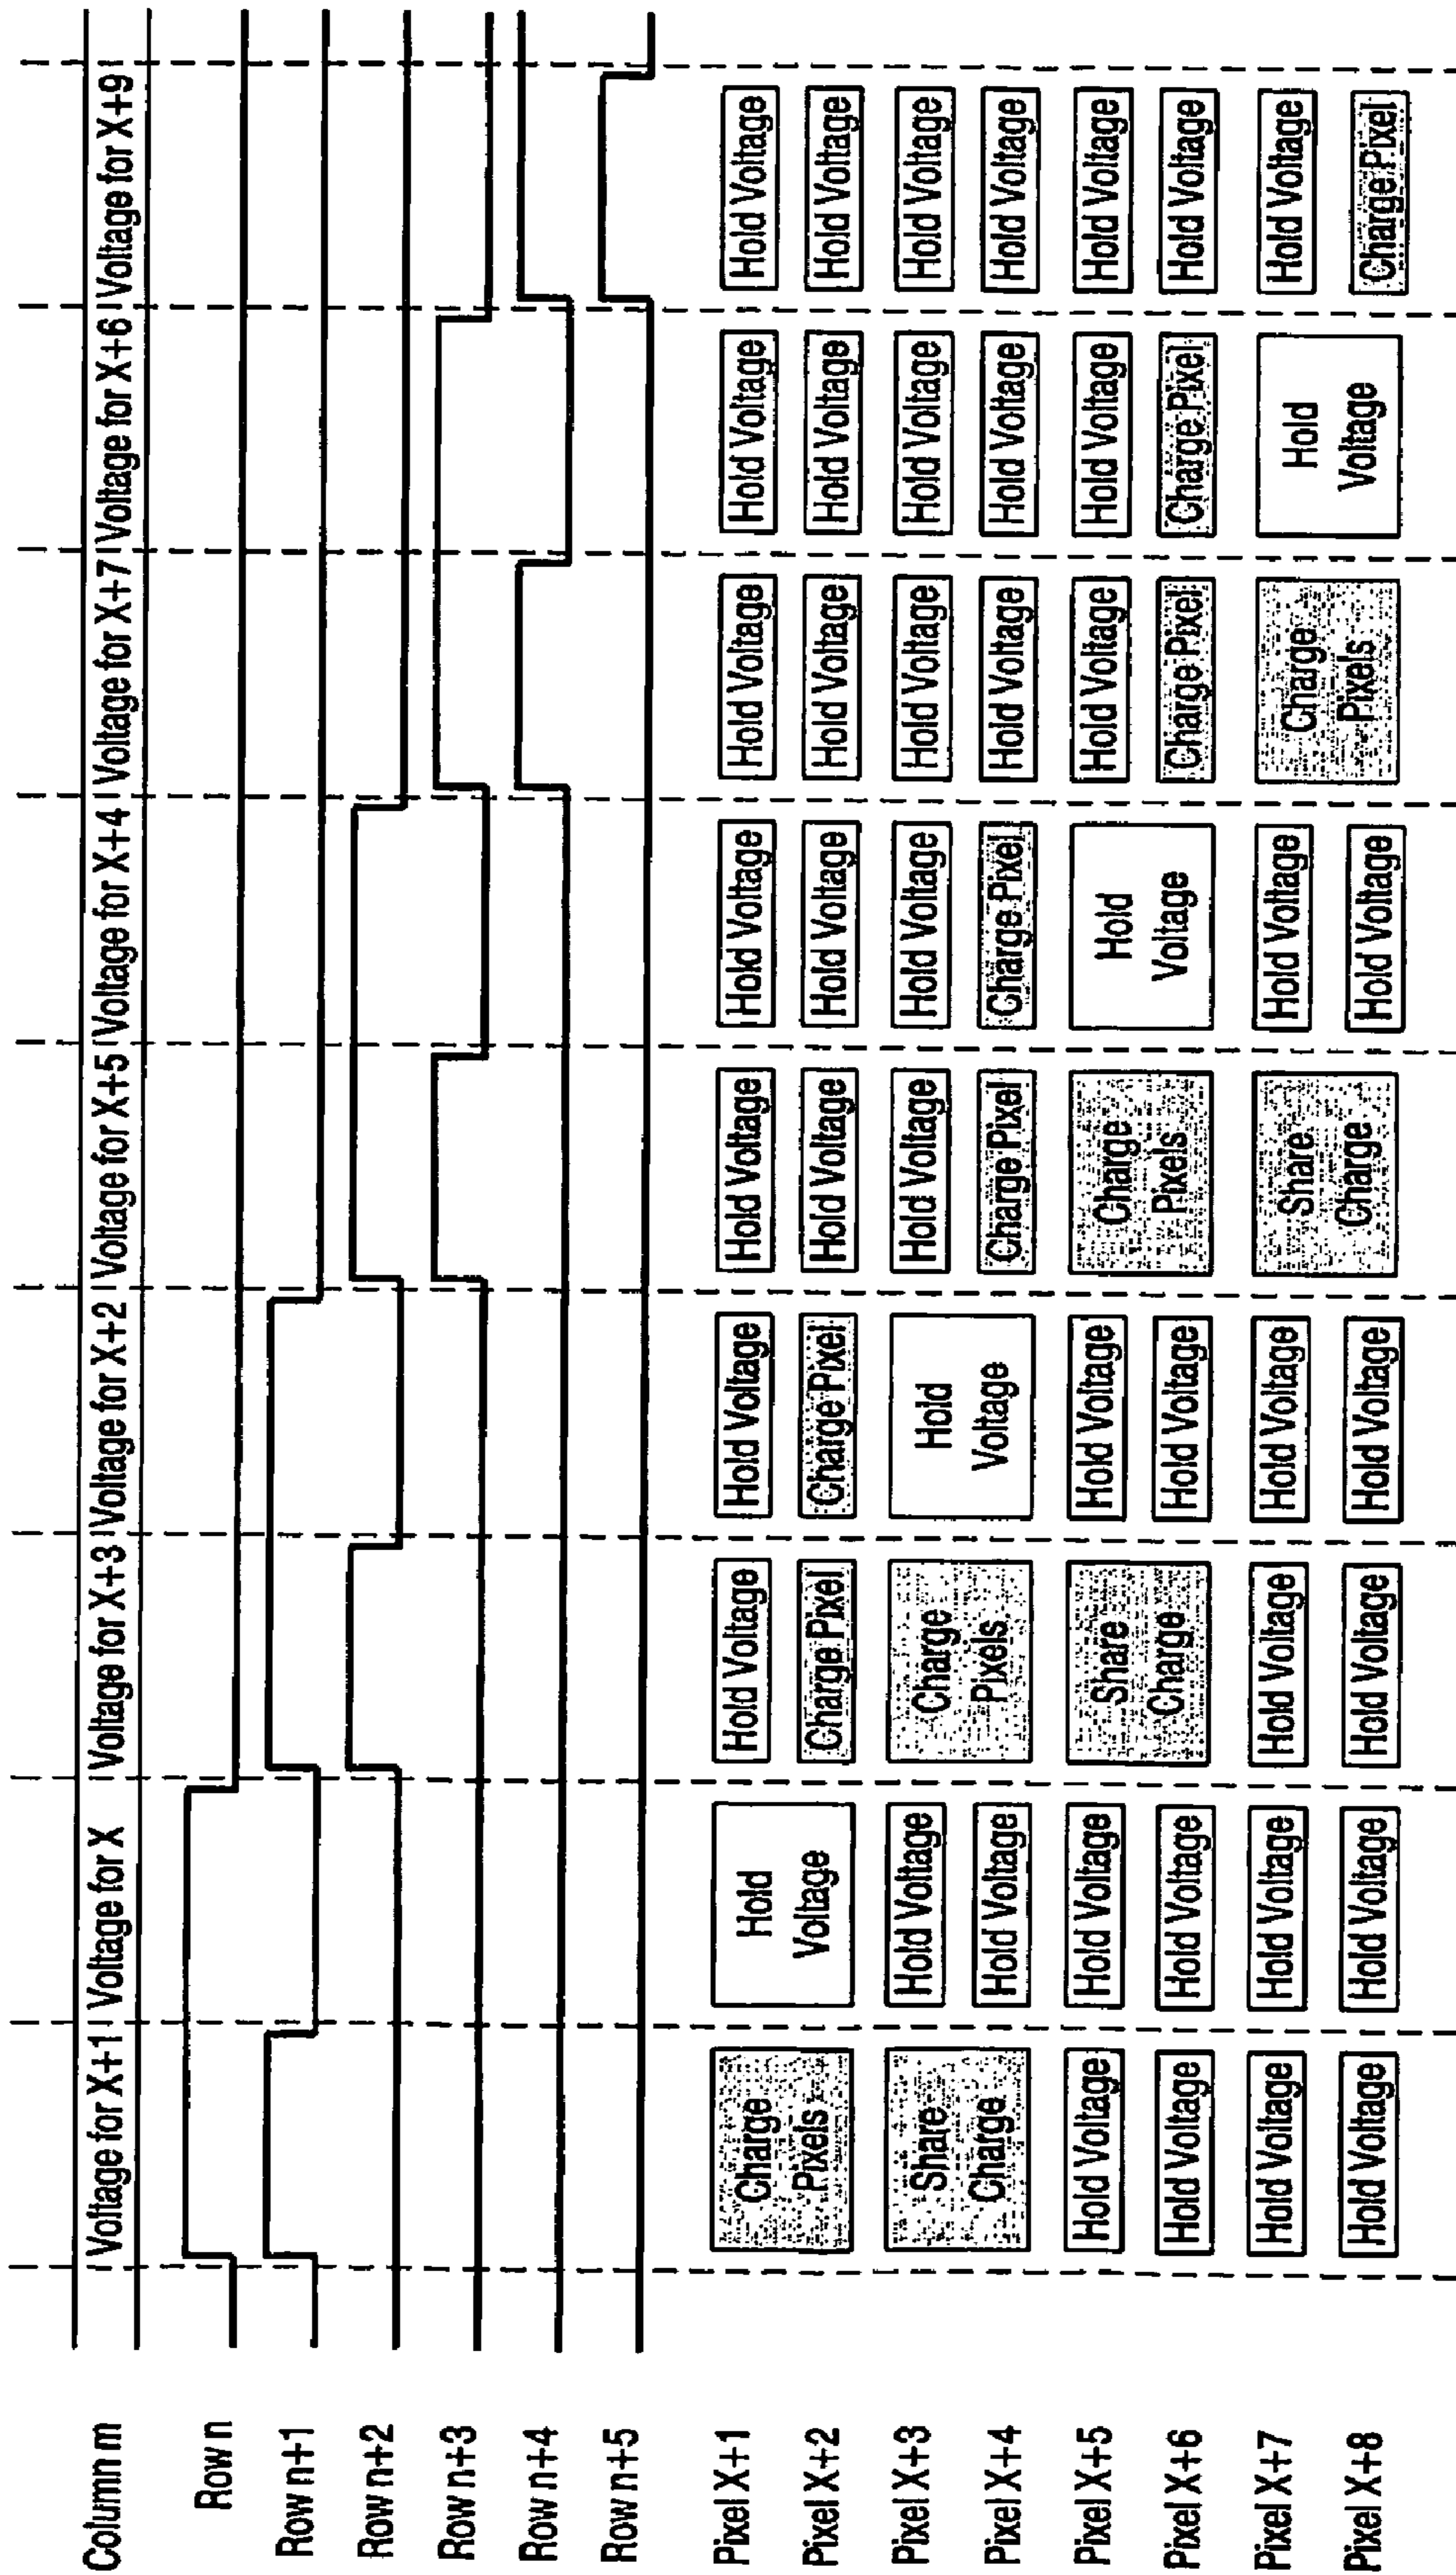 Column m
Voltage for X+1
Voltage for X
Voltage for X+3
Voltage for X+2
Voltage for X+5
Voltage for X+4
Voltage for X+7
Voltage for X+6
Voltage for X+9
Row n
Row n+1
Row n+2
Row n+3
Row n+4
Row n+5
Pixel X+1
Charge
Pixels
Hold
Voltage
Hold Voltage
Hold Voltage
Hold Voltage
Hold Voltage
Hold Voltage
Hold Voltage
Hold Voltage
Pixel X+2
Charge Pixel
Charge Pixel
Hold Voltage
Hold Voltage
Hold Voltage
Hold Voltage
Hold Voltage
Pixel X+3
Share
Charge
Hold Voltage
Charge
Pixels
Hold
Voltage
Hold Voltage
Hold Voltage
Hold Voltage
Hold Voltage
Hold Voltage
Pixel X+4
Hold Voltage
Charge Pixel
Charge Pixel
Hold Voltage
Hold Voltage
Hold Voltage
Pixel X+5
Hold Voltage
Hold Voltage
Share
Charge
Hold Voltage
Charge
Pixels
Hold
Voltage
Hold Voltage
Hold Voltage
Hold Voltage
Pixel X+6
Hold Voltage
Hold Voltage
Hold Voltage
Charge Pixel
Charge Pixel
Hold Voltage
Pixel X+7
Hold Voltage
Hold Voltage
Hold Voltage
Hold Voltage
Share
Charge
Hold Voltage
Charge
Pixels
Hold
Voltage
Hold Voltage
Pixel X+8
Hold Voltage
Hold Voltage
Hold Voltage
Hold Voltage
Hold Voltage
Charge Pixel